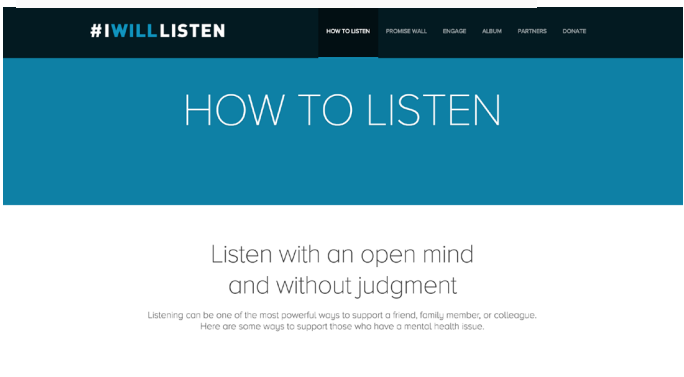 #IWILLLISTEN
HOW TO LISTEN PROMISE WALL ENGAGE ALBUM PARTNERS DONATE
HOW TO LISTEN
Listen with an open mind
and without judgment
Listening can be one of the most powerful ways to support a friend, family member, or colleague.
Here are some ways to support those who have a mental health issue.